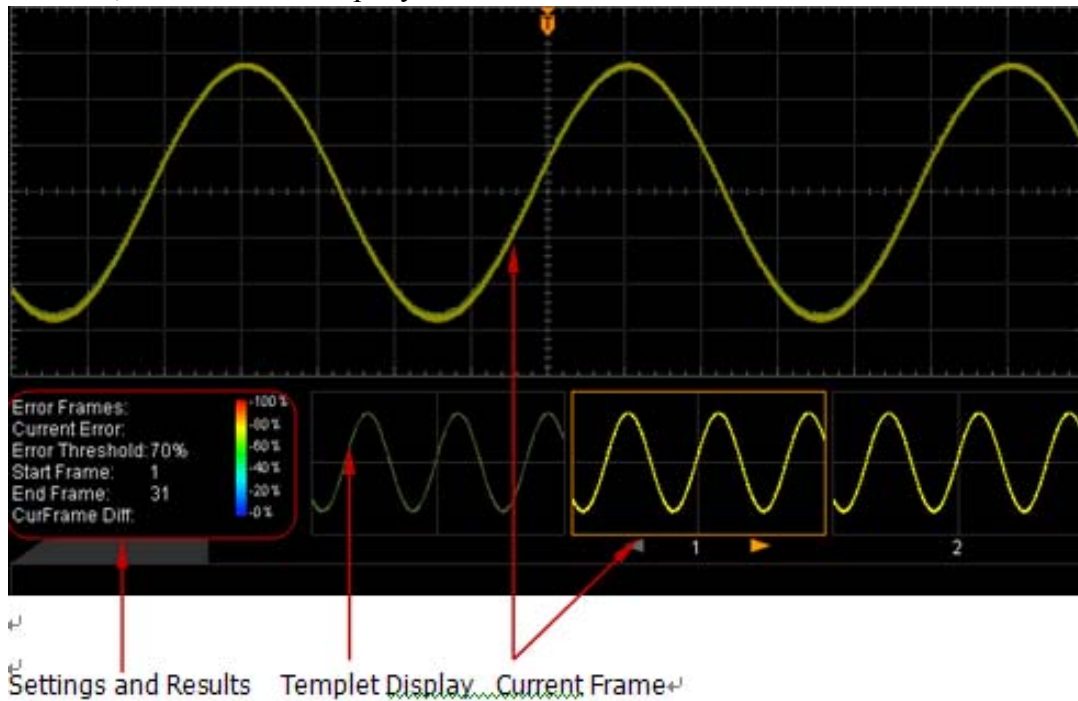 T
Error Frames:
Current Error:
Error Threshold:70%
Start Frame: 1
End Frame: 31
CurFrame Diff:
-100%
-80%
-60%
-40%
-20%
-0%
1
2
Settings and Results Templet Display Current Frame